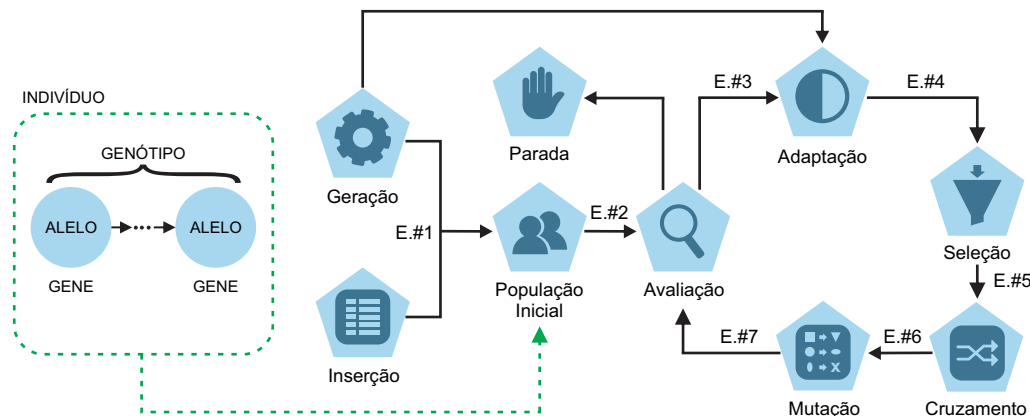 INDIVÍDUO
GENÓTIPO
ALELO
ALELO
GENE
GENE
Geração
Inserção
E.#1
Parada
População
Inicial
E.#2
Avaliação
E.#3
Adaptação
E.#4
Seleção
E.#5
Cruzamento
E.#6
Mutação
x
E.#7